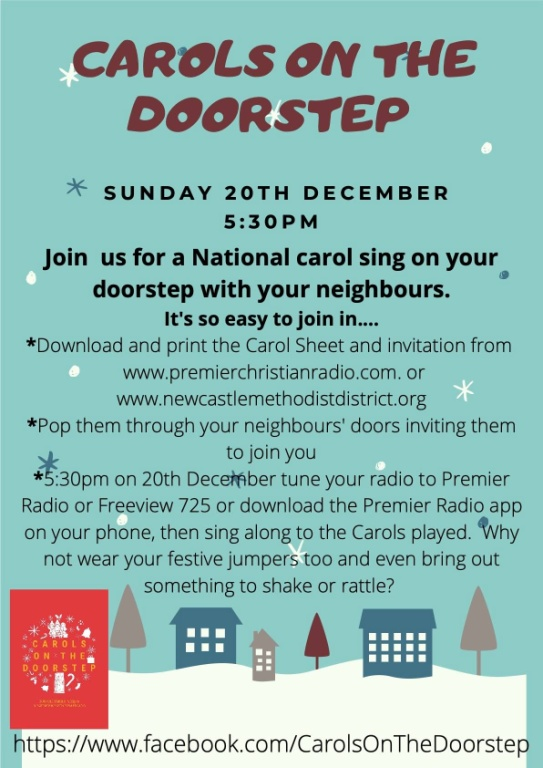 CAROLS ON THE
DOORSTEP
SUNDAY 20TH DECEMBER
5:30PM
Join us for a National carol sing on your
doorstep with your neighbours.
It's so easy to join in....
*Download and print the Carol Sheet and invitation from
www.premierchristianradio.com. or
www.newcastlemethodistdistrict.org
*Pop them through your neighbours' doors inviting them
to join you
*5:30pm on 20th December tune your radio to Premier
Radio or Freeview 725 or download the Premier Radio app
on your phone, then sing along to the Carols played. Why
not wear your festive jumpers too and even bring out
something to shake or rattle?
CAROLS
ON THE
DOORSTEP
https://www.facebook.com/CarolsOnTheDoorstep